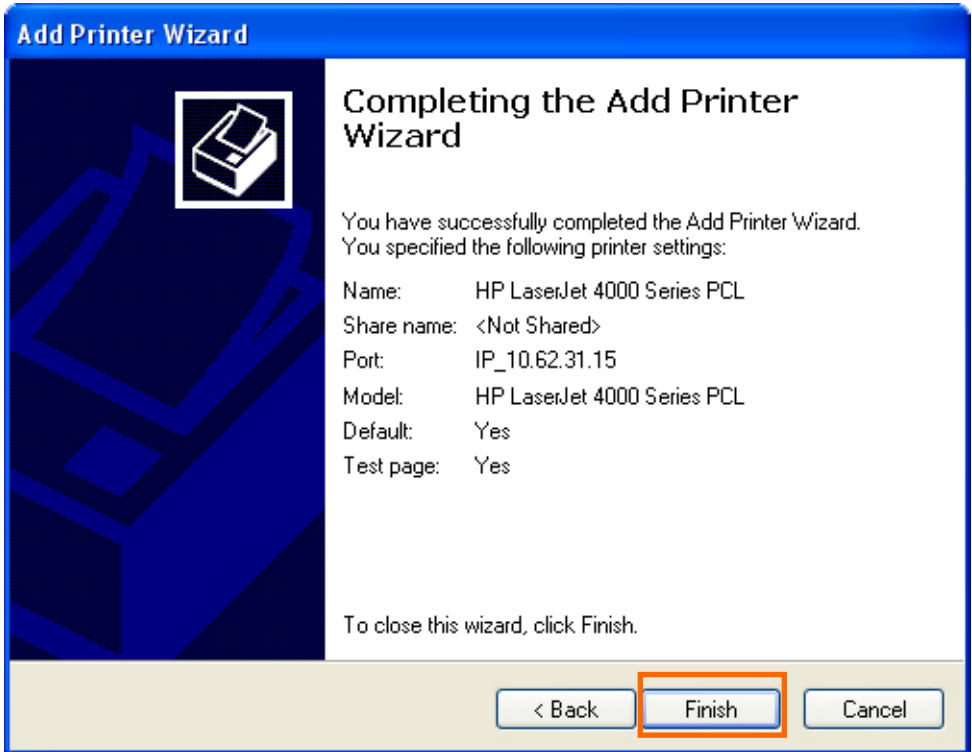 Add Printer Wizard
Completing the Add Printer
Wizard
You have successfully completed the Add Printer Wizard.
You specified the following printer settings:
Name: HP LaserJet 4000 Series PCL
Share name: <Not Shared>
Port: IP_10.62.31.15
Model: HP LaserJet 4000 Series PCL
Default: Yes
Test page: Yes
To close this wizard, click Finish.
< Back Finish Cancel